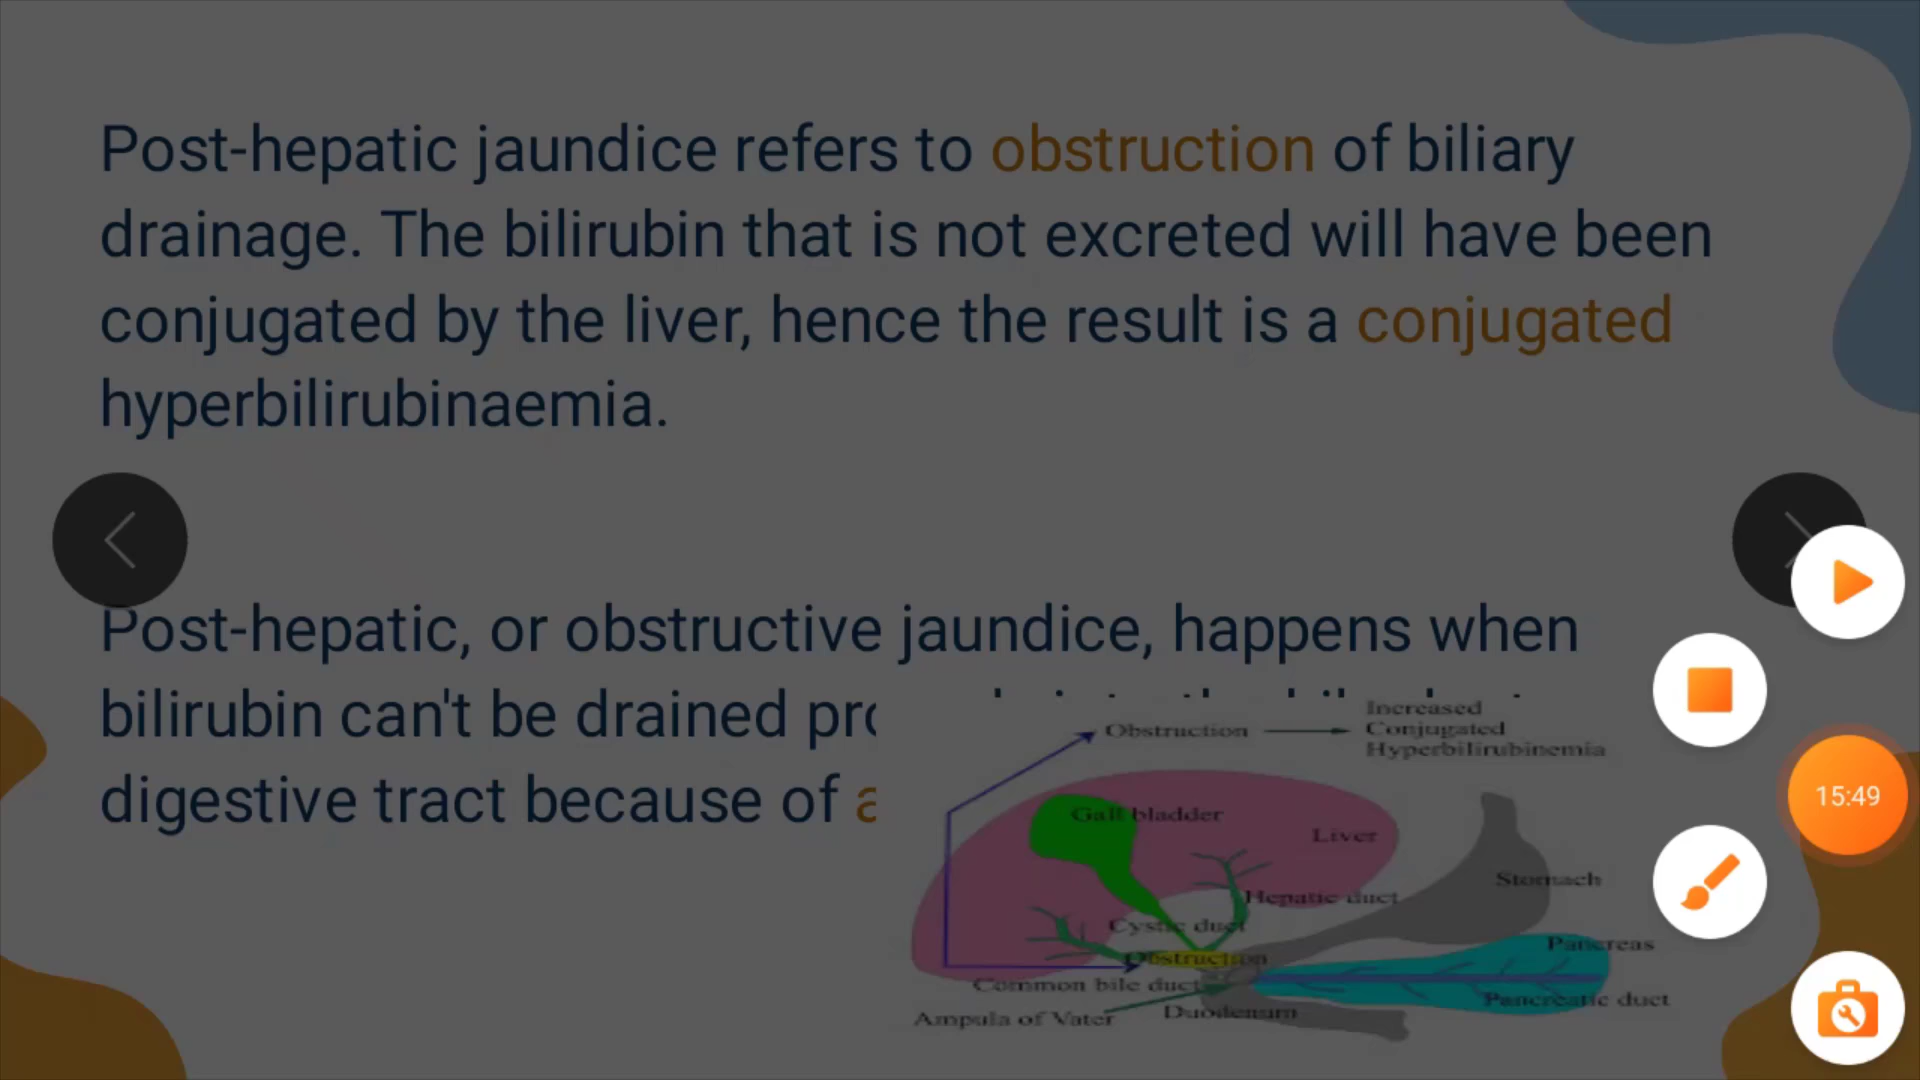 Post-hepatic jaundice refers to obstruction of biliary
drainage. The bilirubin that is not excreted will have been
conjugated by the liver, hence the result is a conjugated
hyperbilirubinaemia.
Post-hepatic, or obstructive jaundice, happens when
bilirubin can't be drained
digestive tract because of
Obstruction
Increased
Conjugated
Hyperbilirubinemia
Gall bladder
Liver
Stomach
Hepatic duct
Cystic duct
Pancreas
Obstruction
Common bile duct
Pancreatic duct
Ampula of Vater
Duodenum
15:49